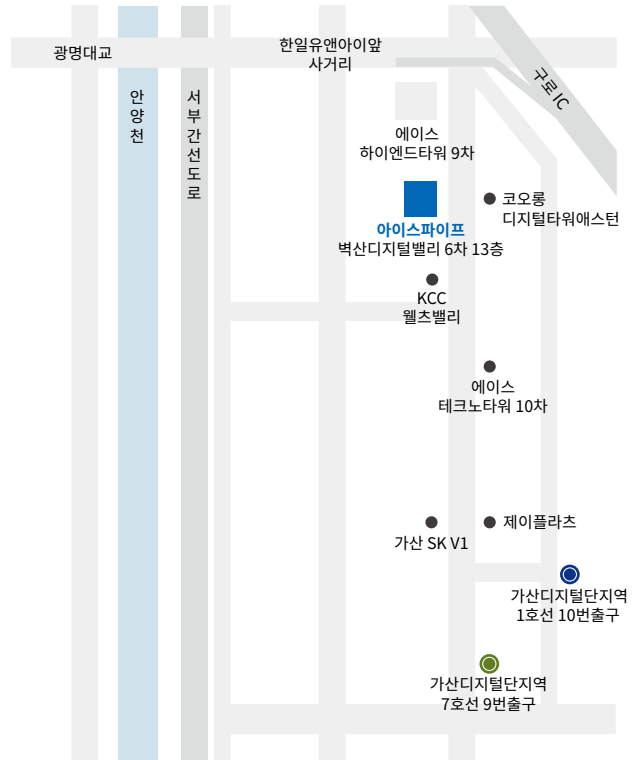 광명대교
한일유앤아이앞
사거리
구로 IC
안양천
서부간선도로
에이스
하이엔드타워 9차
코오롱
디지털타워애스턴
아이스파이프
벽산디지털밸리 6차 13층
KCC
웰츠밸리
에이스
테크노타워 10차
가산 SK V1
제이플라츠
가산디지털단지역
1호선 10번출구
가산디지털단지역
7호선 9번출구